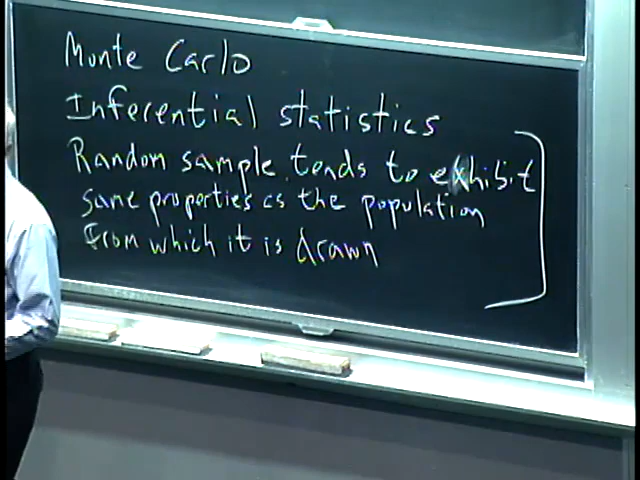 Monte Carlo
Inferential statistics
Random sample tends to exhibit
same properties as the population
from which it is drawn